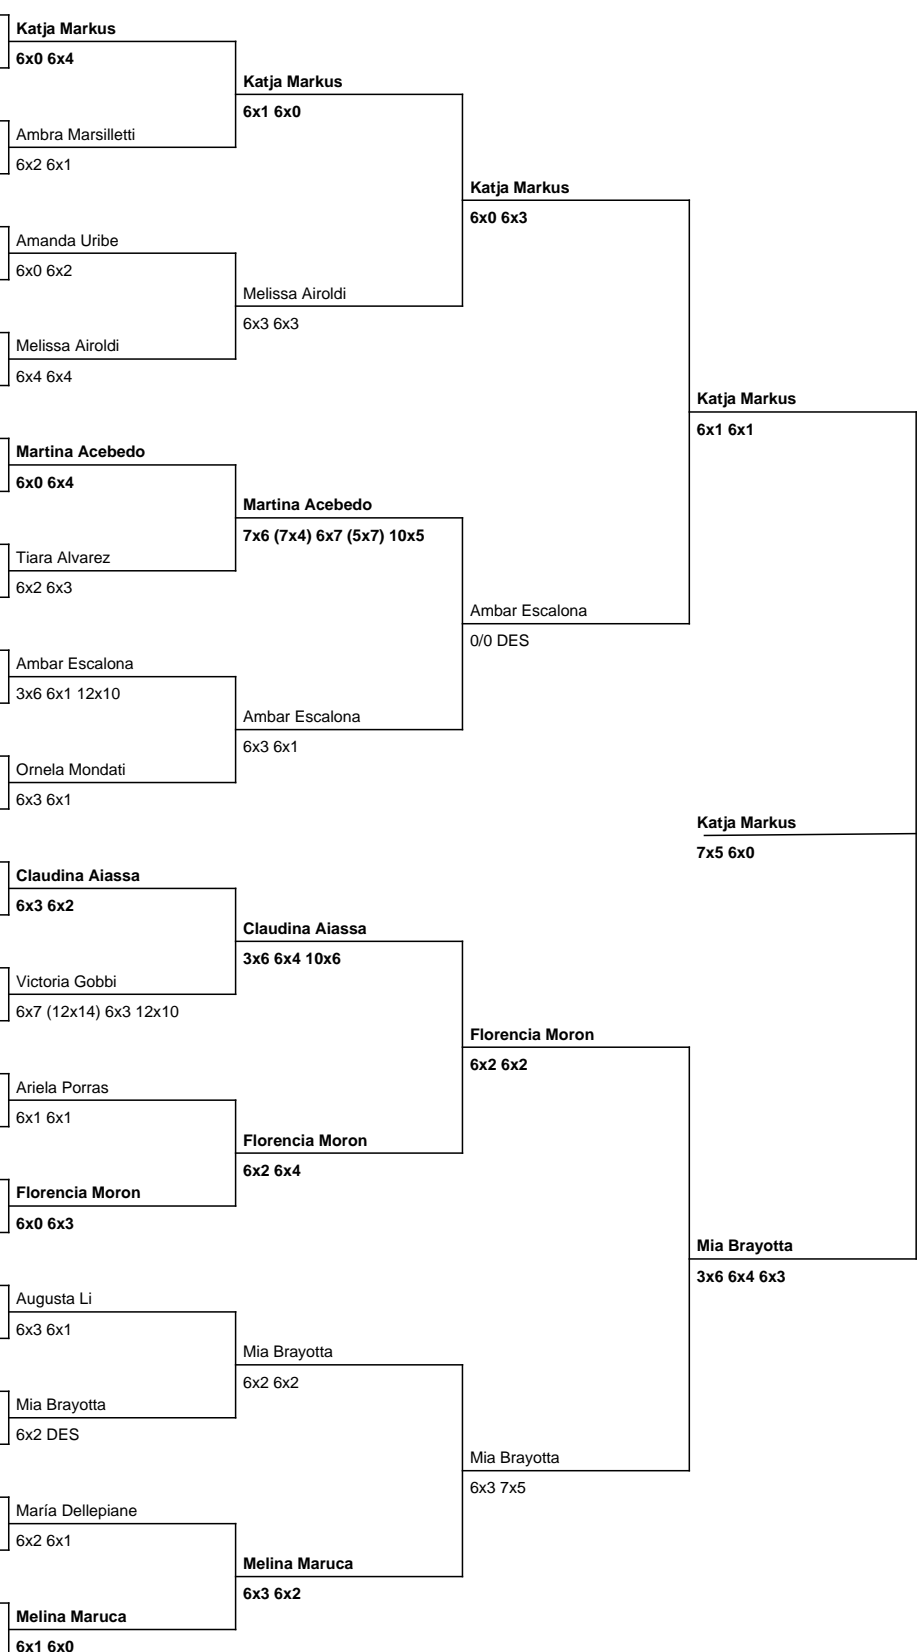 Katja Markus
6x0 6x4
Katja Markus
6x1 6x0
Ambra Marsilletti
6x2 6x1
Katja Markus
6x0 6x3
Amanda Uribe
6x0 6x2
Melissa Airoldi
6x3 6x3
Melissa Airoldi
6x4 6x4
Katja Markus
6x1 6x1
Martina Acebedo
6x0 6x4
Martina Acebedo
7x6 (7x4) 6x7 (5x7) 10x5
Tiara Alvarez
6x2 6x3
Ambar Escalona
0/0 DES
Ambar Escalona
3x6 6x1 12x10
Ambar Escalona
6x3 6x1
Ornela Mondati
6x3 6x1
Katja Markus
7x5 6x0
Claudina Aiassa
6x3 6x2
Claudina Aiassa
3x6 6x4 10x6
Victoria Gobbi
6x7 (12x14) 6x3 12x10
Florencia Moron
6x2 6x2
Ariela Porras
6x1 6x1
Florencia Moron
6x2 6x4
Florencia Moron
6x0 6x3
Mia Brayotta
3x6 6x4 6x3
Augusta Li
6x3 6x1
Mia Brayotta
6x2 6x2
Mia Brayotta
6x2 DES
Mia Brayotta
6x3 7x5
María Dellepiane
6x2 6x1
Melina Maruca
6x3 6x2
Melina Maruca
6x1 6x0